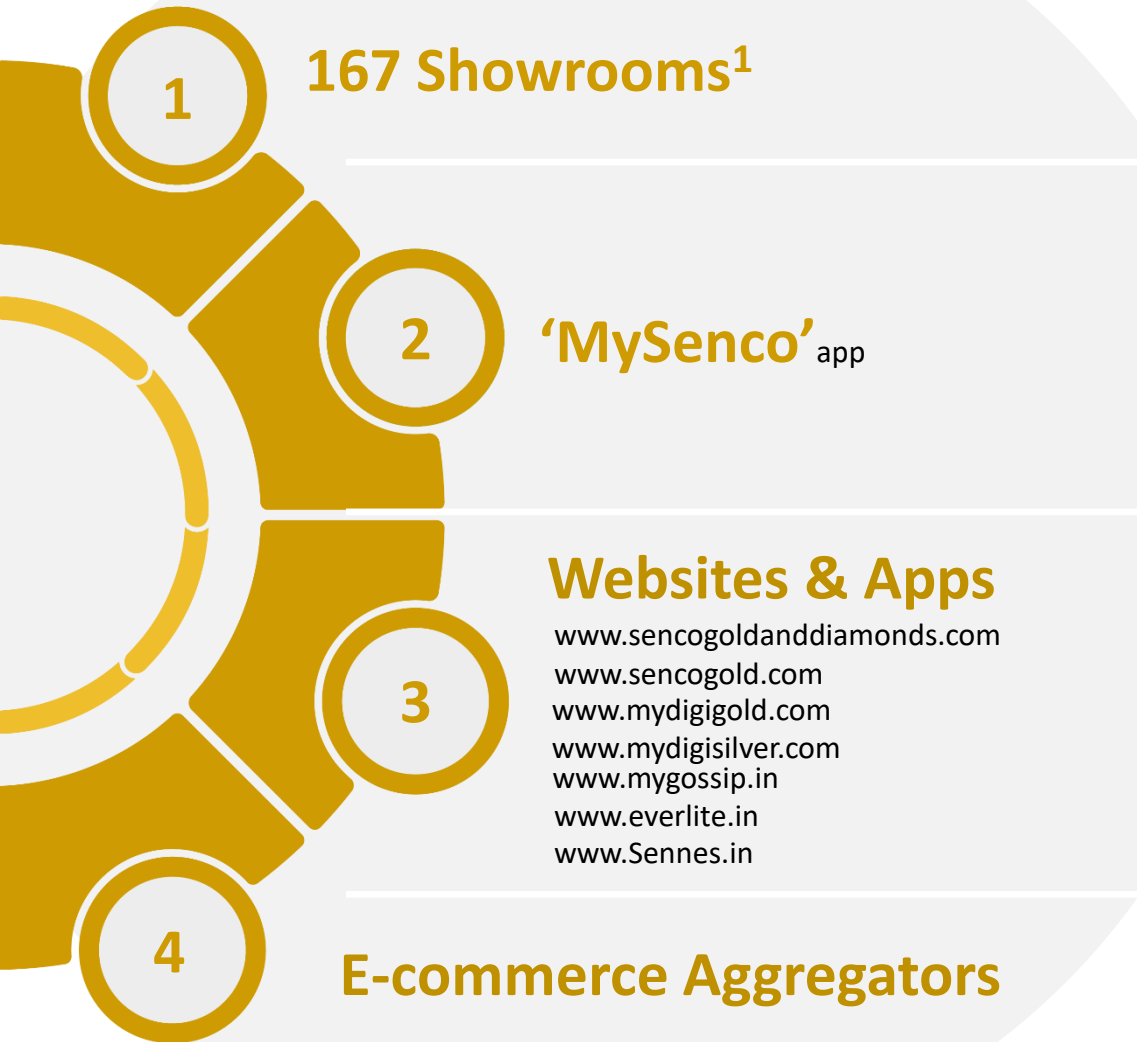 1
167 Showrooms¹
2
‘MySenco’ app
3
Websites & Apps
www.sencogoldanddiamonds.com
www.sencogold.com
www.mydigigold.com
www.mydigisilver.com
www.mygossip.in
www.everlite.in
www.Sennes.in
4
E-commerce Aggregators